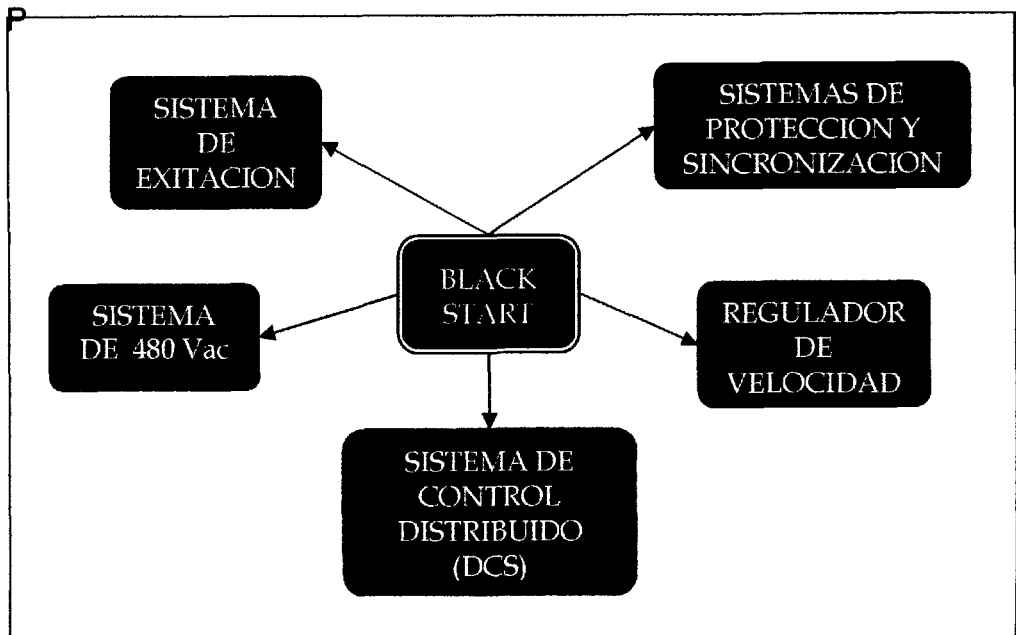 P
SISTEMA
DE
EXITACION
SISTEMAS DE
PROTECCION Y
SINCRONIZACION
BLACK
START
SISTEMA
DE 480 Vac
REGULADOR
DE
VELOCIDAD
SISTEMA DE
CONTROL
DISTRIBUIDO
(DCS)